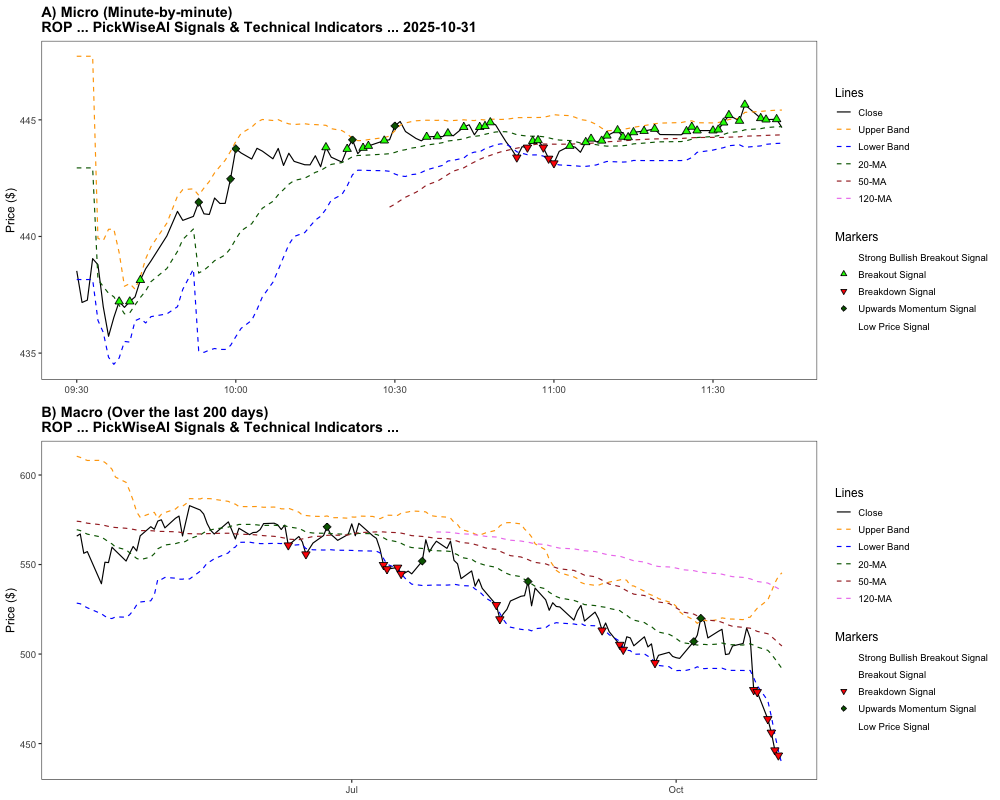 A) Micro (Minute-by-minute)
ROP ... PickWiseAI Signals & Technical Indicators ... 2025-10-31
Price ($)
445
440
435
09:30
10:00
10:30
11:00
11:30
Lines
Close
Upper Band
Lower Band
20-MA
50-MA
120-MA
Markers
Strong Bullish Breakout Signal
Breakout Signal
Breakdown Signal
Upwards Momentum Signal
Low Price Signal
B) Macro (Over the last 200 days)
ROP ... PickWiseAI Signals & Technical Indicators ...
Price ($)
600
550
500
450
Jul
Oct
Lines
Close
Upper Band
Lower Band
20-MA
50-MA
120-MA
Markers
Strong Bullish Breakout Signal
Breakout Signal
Breakdown Signal
Upwards Momentum Signal
Low Price Signal